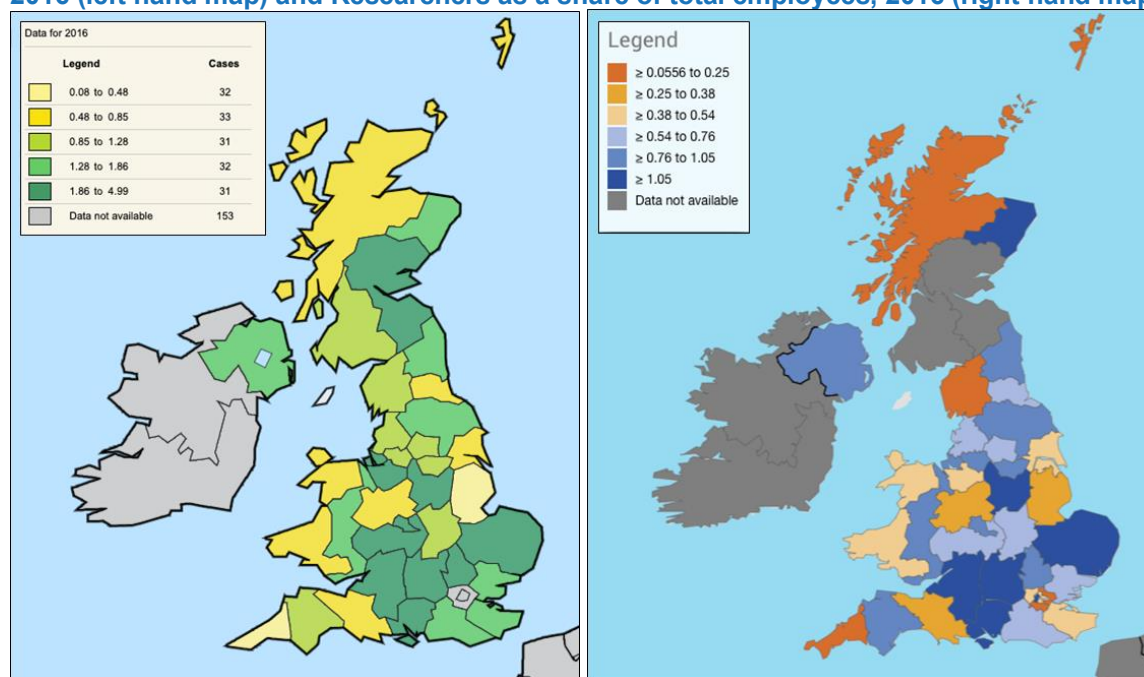 2016 (left hand map) and Researchers as a share of total employees, 2016 (right hand map
Data for 2016
Legend Cases
0.08 to 0.48 32
0.48 to 0.85 33
0.85 to 1.28 31
1.28 to 1.86 32
1.86 to 4.99 31
Data not available 153
Legend
≥ 0.0556 to 0.25
≥ 0.25 to 0.38
≥ 0.38 to 0.54
≥ 0.54 to 0.76
≥ 0.76 to 1.05
≥ 1.05
Data not available